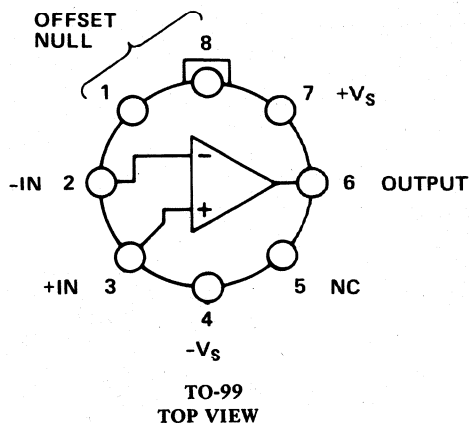 OFFSET
NULL
8
1
7 +VS
-IN 2
-
6 OUTPUT
+
+IN 3
5 NC
4
-VS
TO-99
TOP VIEW